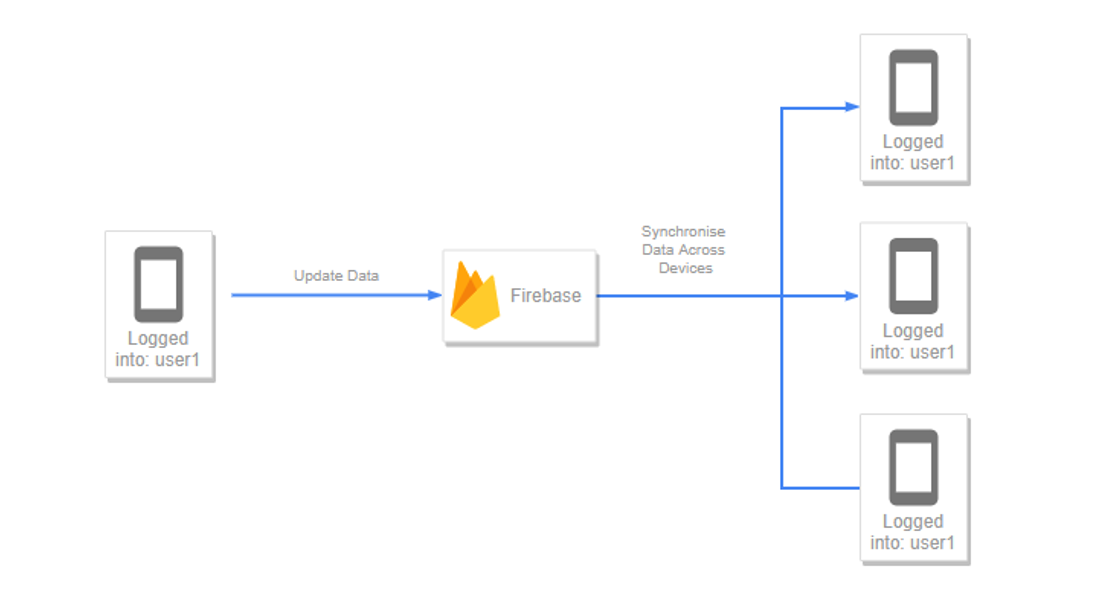 Logged
into: user1
Update Data
Firebase
Synchronise
Data Across
Devices
Logged
into: user1
Logged
into: user1
Logged
into: user1